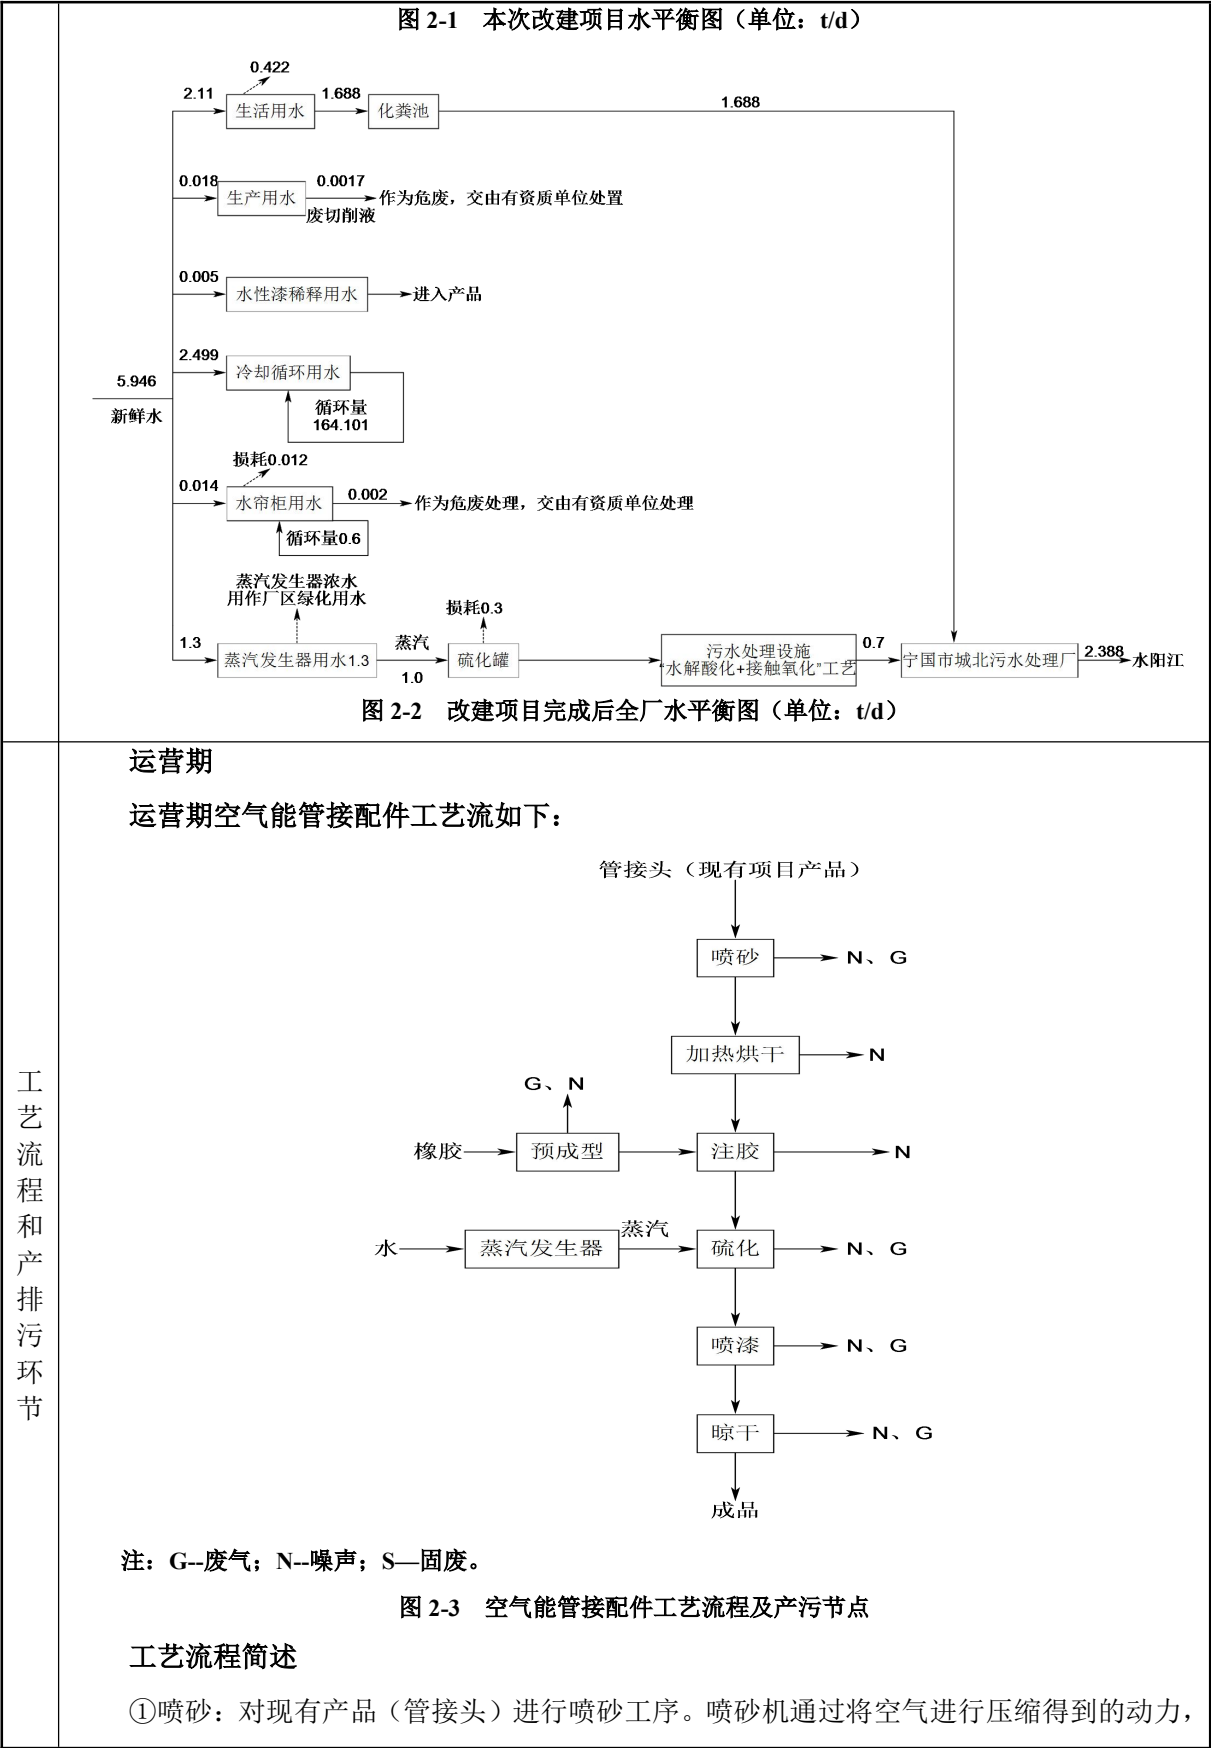 图 2-1 本次改建项目水平衡图（单位：t/d）
0.422
2.11
生活用水
1.688
化粪池
1.688
0.018
生产用水
0.0017
废切削液
作为危废，交由有资质单位处置
0.005
水性漆稀释用水
进入产品
2.499
冷却循环用水
循环量
164.101
5.946
新鲜水
损耗0.012
0.014
水帘柜用水
0.002
作为危废处理，交由有资质单位处理
循环量0.6
蒸汽发生器浓水
用作厂区绿化用水
1.3
蒸汽发生器用水1.3
蒸汽
1.0
损耗0.3
硫化罐
污水处理设施
“水解酸化+接触氧化”工艺
0.7
宁国市城北污水处理厂
2.388
水阳江
图 2-2 改建项目完成后全厂水平衡图（单位：t/d）
工艺流程和产排污环节
运营期
运营期空气能管接配件工艺流如下：
管接头（现有项目产品）
喷砂
N、G
加热烘干
N
G、N
橡胶
预成型
注胶
N
水
蒸汽发生器
蒸汽
硫化
N、G
喷漆
N、G
晾干
N、G
成品
注：G--废气；N--噪声；S—固废。
图 2-3 空气能管接配件工艺流程及产污节点
工艺流程简述
①喷砂：对现有产品（管接头）进行喷砂工序。喷砂机通过将空气进行压缩得到的动力，